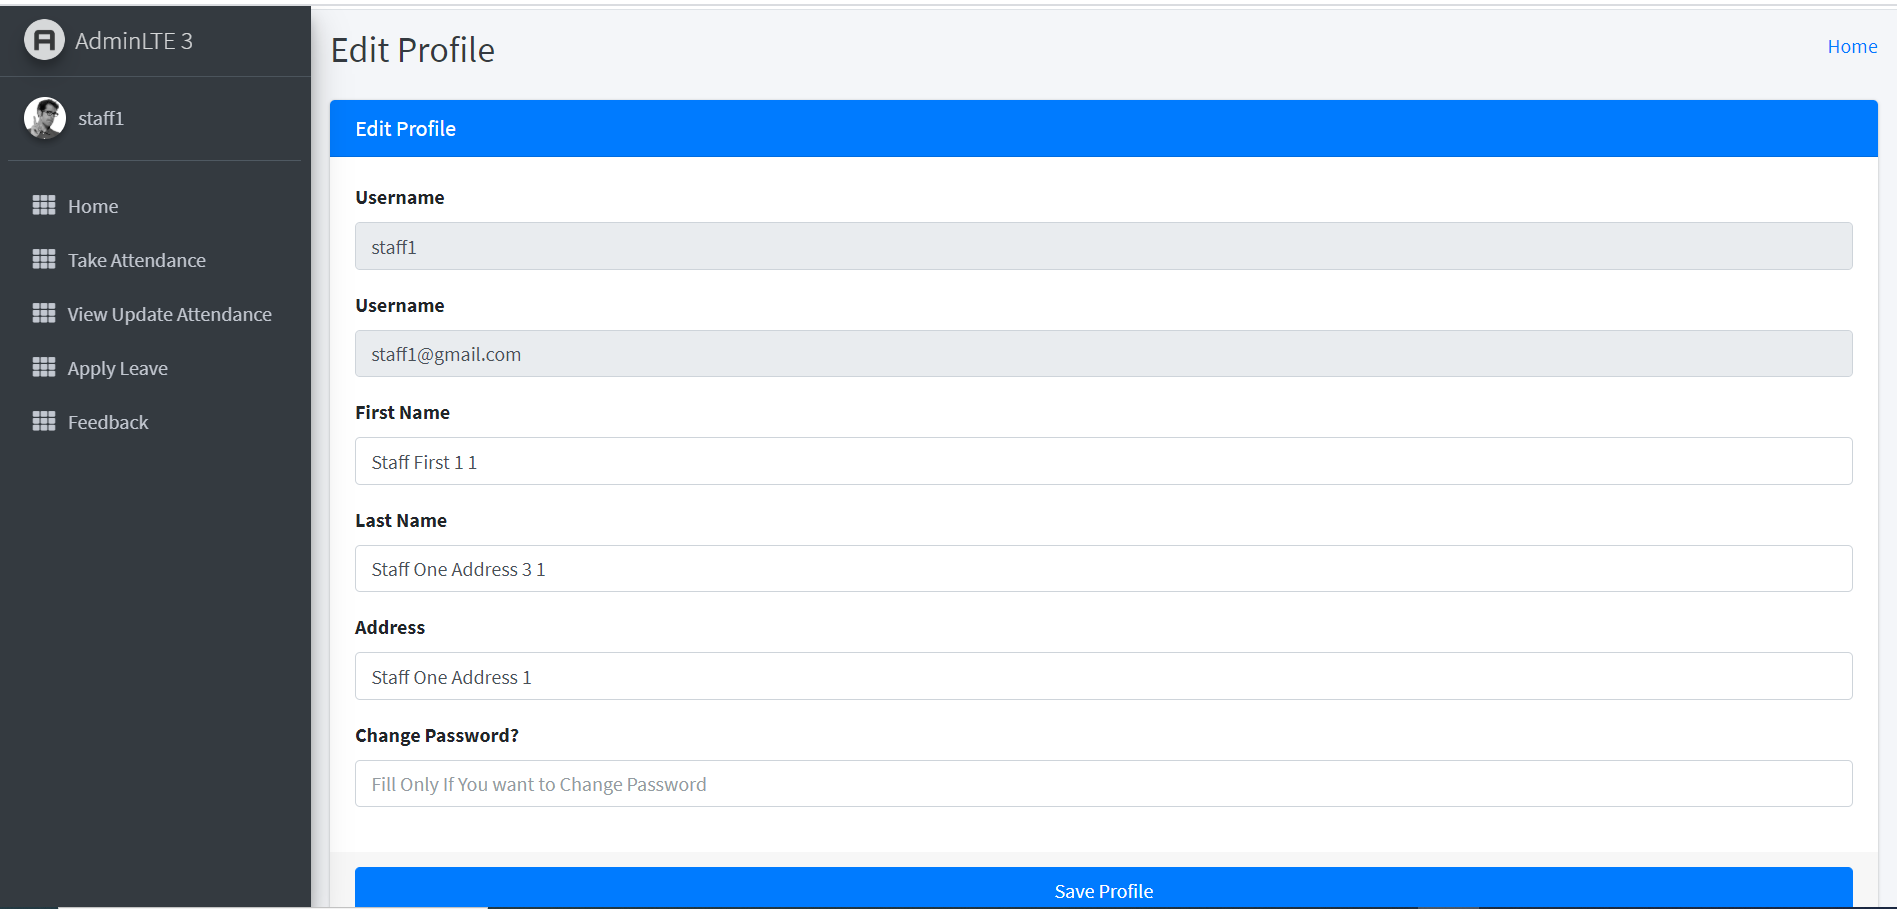 AdminLTE 3
staff1
Home
Take Attendance
View Update Attendance
Apply Leave
Feedback
Edit Profile
Home
Edit Profile
Username
staff1
Username
staff1@gmail.com
First Name
Staff First 1 1
Last Name
Staff One Address 3 1
Address
Staff One Address 1
Change Password?
Fill Only If You want to Change Password
Save Profile